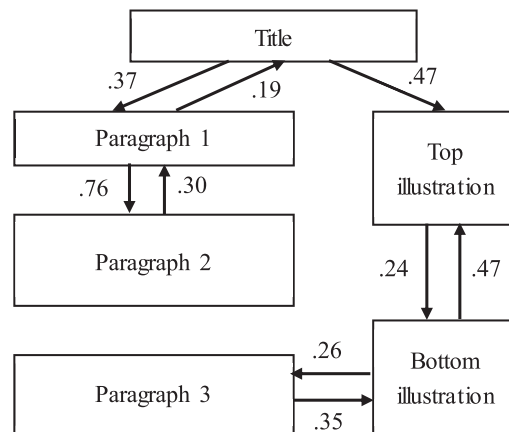 Title
.37
.19
.47
Paragraph 1
Top
illustration
.76
.30
Paragraph 2
.24
.47
.26
Bottom
illustration
Paragraph 3
.35